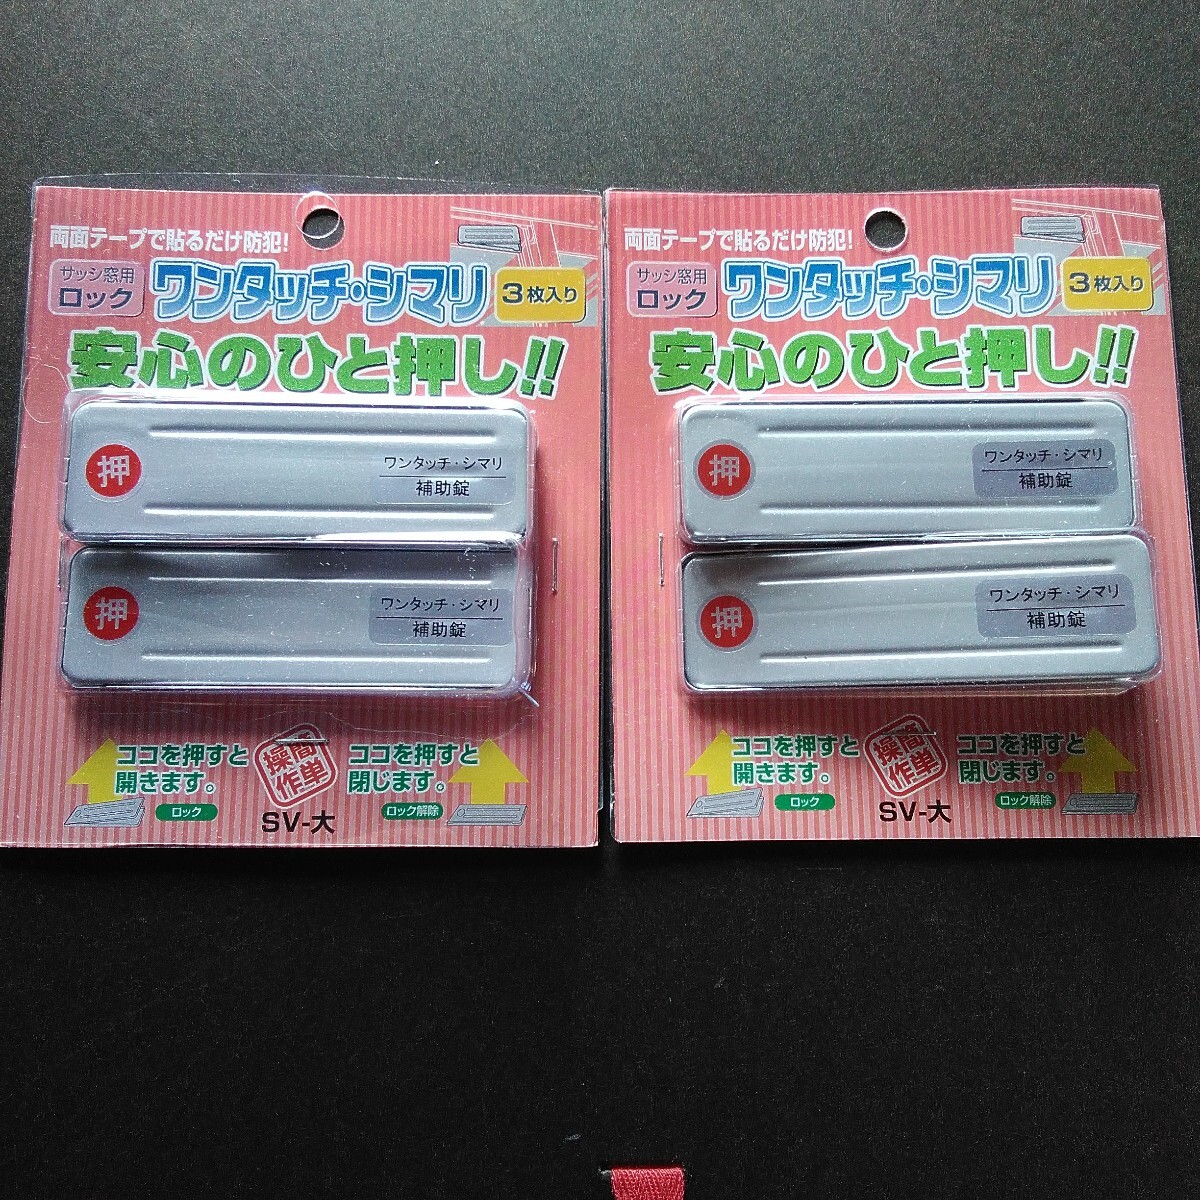 両面テープで貼るだけ防犯!
サッシ窓用
ロック
ワンタッチ・シマリ
3枚入り
安心のひと押し!!
押
ワンタッチ・シマリ
補助錠
押
ワンタッチ・シマリ
補助錠
ココを押すと
開きます。
ロック
簡単操作
ココを押すと
閉じます。
ロック解除
SV-大
両面テープで貼るだけ防犯!
サッシ窓用
ロック
ワンタッチ・シマリ
3枚入り
安心のひと押し!!
押
ワンタッチ・シマリ
補助錠
押
ワンタッチ・シマリ
補助錠
ココを押すと
開きます。
ロック
簡単操作
ココを押すと
閉じます。
ロック解除
SV-大